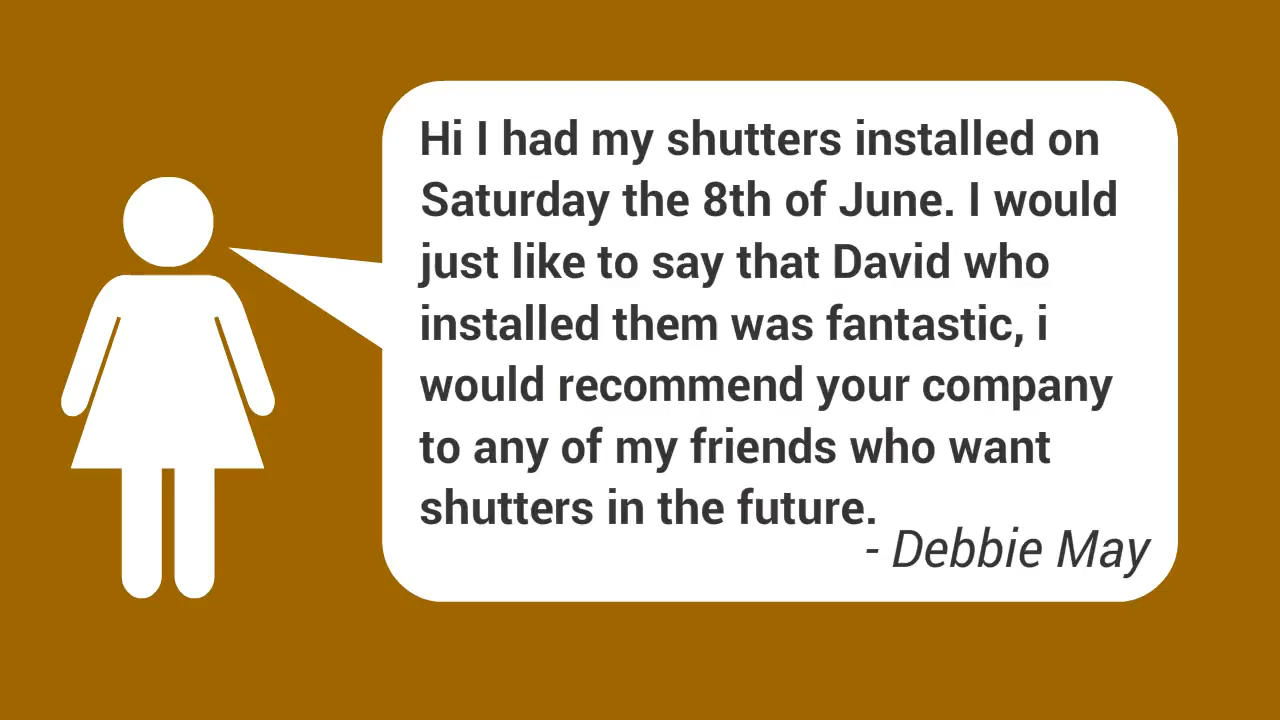 Hi I had my shutters installed on
Saturday the 8th of June. I would
just like to say that David who
installed them was fantastic, i
would recommend your company
to any of my friends who want
shutters in the future.
- Debbie May